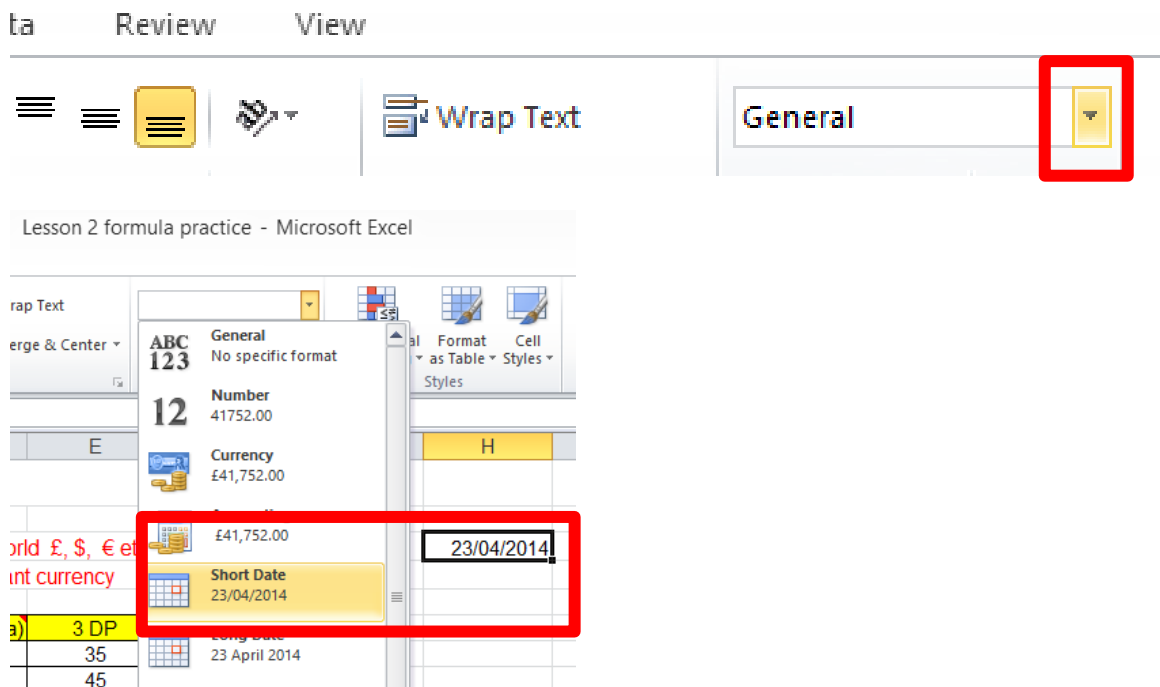 ta Review View
Wrap Text General
Lesson 2 formula practice - Microsoft Excel
rap Text
erge & Center
ABC
123
General
No specific format
12
Number
41752.00
Currency
£41,752.00
£41,752.00
Short Date
23/04/2014
Long Date
23 April 2014
al Format Cell
as Table Styles
Styles
E H
orld £, $, € et 23/04/2014
ant currency
a) 3 DP
35
45